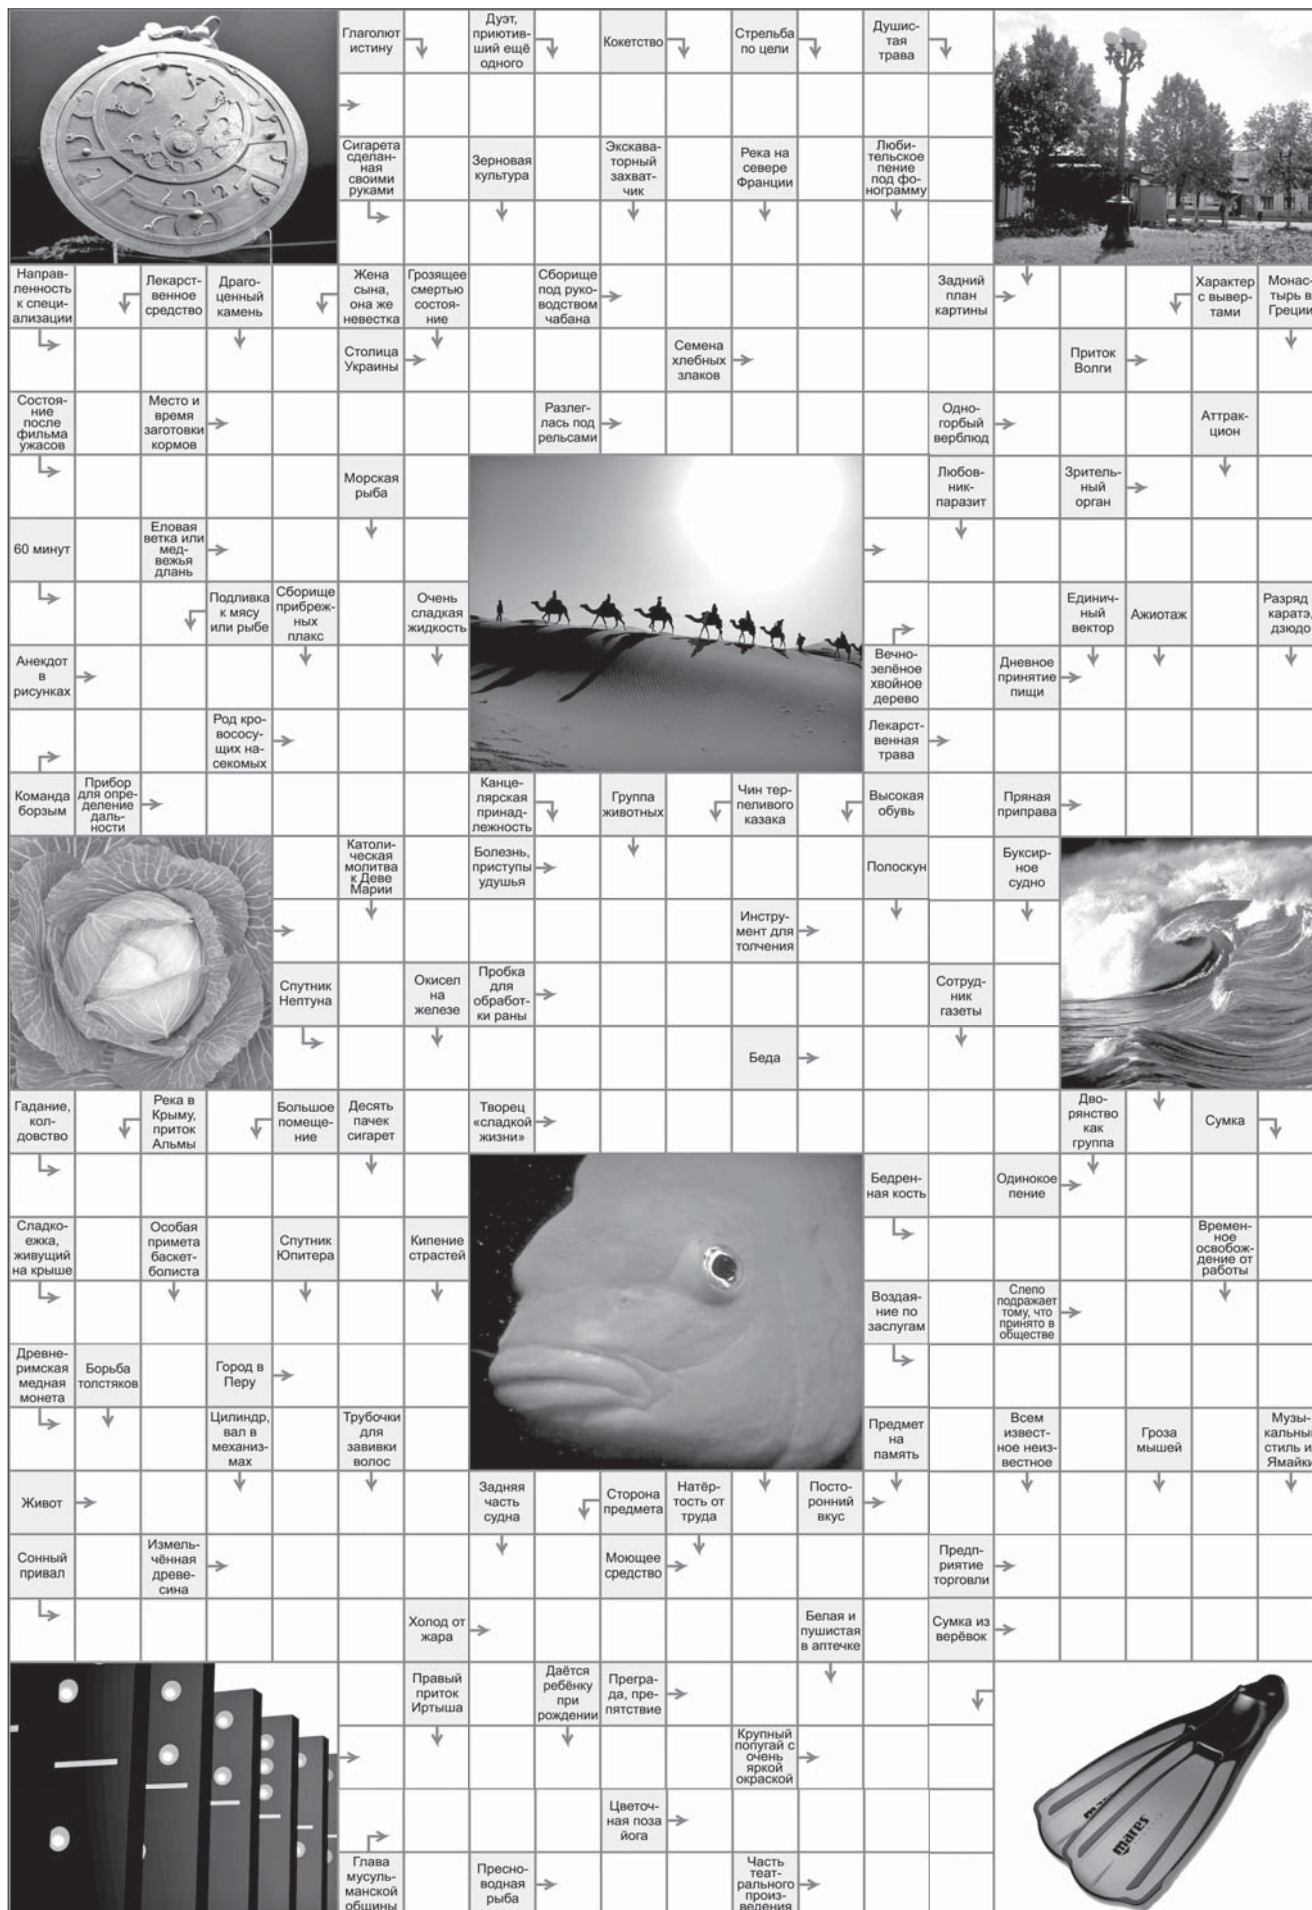 Глаголют
истину
Дуэт,
приютив-
ший ещё
одного
Кокетство
Стрельба
по цели
Душис-
тая
трава
Сигарета
сделан-
ная
своими
руками
Зерновая
культура
Экскава-
торный
захват-
чик
Река на
севере
Франции
Люби-
тельское
пение
под фо-
нограмму
Направ-
ленность
к специ-
ализации
Лекарст-
венное
средство
Драго-
ценный
камень
Жена
сына,
она же
невестка
Грозящее
смертью
состоя-
ние
Сборище
под руко-
водством
чабана
Задний
план
картины
Характер
с вывер-
тами
Монас-
тырь в
Греции
Столица
Украины
Семена
хлебных
злаков
Приток
Волги
Состоя-
ние
после
фильма
ужасов
Место и
время
заготовки
кормов
Разлег-
лась под
рельсами
Одно-
горбый
верблюд
Аттрак-
цион
Морская
рыба
Любов-
ник-
паразит
Зритель-
ный
орган
60 минут
Еловая
ветка или
мед-
вежья
длань
Подливка
к мясу
или рыбе
Сборище
прибреж-
ных
плакс
Очень
сладкая
жидкость
Единич-
ный
вектор
Ажиотаж
Разряд
карата,
дзюдо
Анекдот
в
рисунках
Вечно-
зелёное
хвойное
дерево
Дневное
принятие
пищи
Род кро-
вососу-
щих на-
секомых
Лекарст-
венная
трава
Команда
борзым
Прибор
для опре-
деления
даль-
ности
Канце-
лярская
принад-
лежность
Группа
животных
Чин тер-
пеливого
казака
Высокая
обувь
Пряная
приправа
Католи-
ческая
молитва
к Деве
Марии
Болезнь,
приступы
удушья
Полоскун
Буксир-
ное
судно
Инстру-
мент для
толчения
Спутник
Нептуна
Окисел
на
железе
Пробка
для
обработ-
ки раны
Сотруд-
ник
газеты
Беда
Гадание,
кол-
довство
Река в
Крыму,
приток
Альмы
Большое
помеще-
ние
Десять
пачек
сигарет
Творец
«сладкой
жизни»
Дво-
рянство
как
группа
Сумка
Бедрен-
ная кость
Одинокое
пение
Сладко-
ежка,
живущий
на крыше
Особая
примета
баскет-
болиста
Спутник
Юпитера
Кипение
страстей
Времен-
ное
освобож-
дение от
работы
Воздая-
ние по
заслугам
Слепо
подражает
тому, что
принято в
обществе
Древне-
римская
медная
монета
Борьба
толстяков
Город в
Перу
Цилиндр,
вал в
механиз-
мах
Трубочки
для
завивки
волос
Предмет
на
память
Всем
извест-
ное неиз-
вестное
Гроза
мышей
Музы-
кальны
стиль и
Ямайки
Живот
Задняя
часть
судна
Сторона
предмета
Натёр-
тость от
труда
Посто-
ронний
вкус
Сонный
привал
Измель-
чённая
древе-
сина
Моющее
средство
Предп-
риятие
торговли
Холод от
жара
Белая и
пушистая
в аптечке
Сумка из
верёвок
Правый
приток
Иртыша
Даётся
ребёнку
при
рождении
Прегра-
да, пре-
пятствие
Крупный
попугай с
очень
яркой
окраской
Цветоч-
ная поза
йога
mares
Глава
мусуль-
манской
общины
Пресно-
водная
рыба
Часть
теат-
рального
произ-
ведения